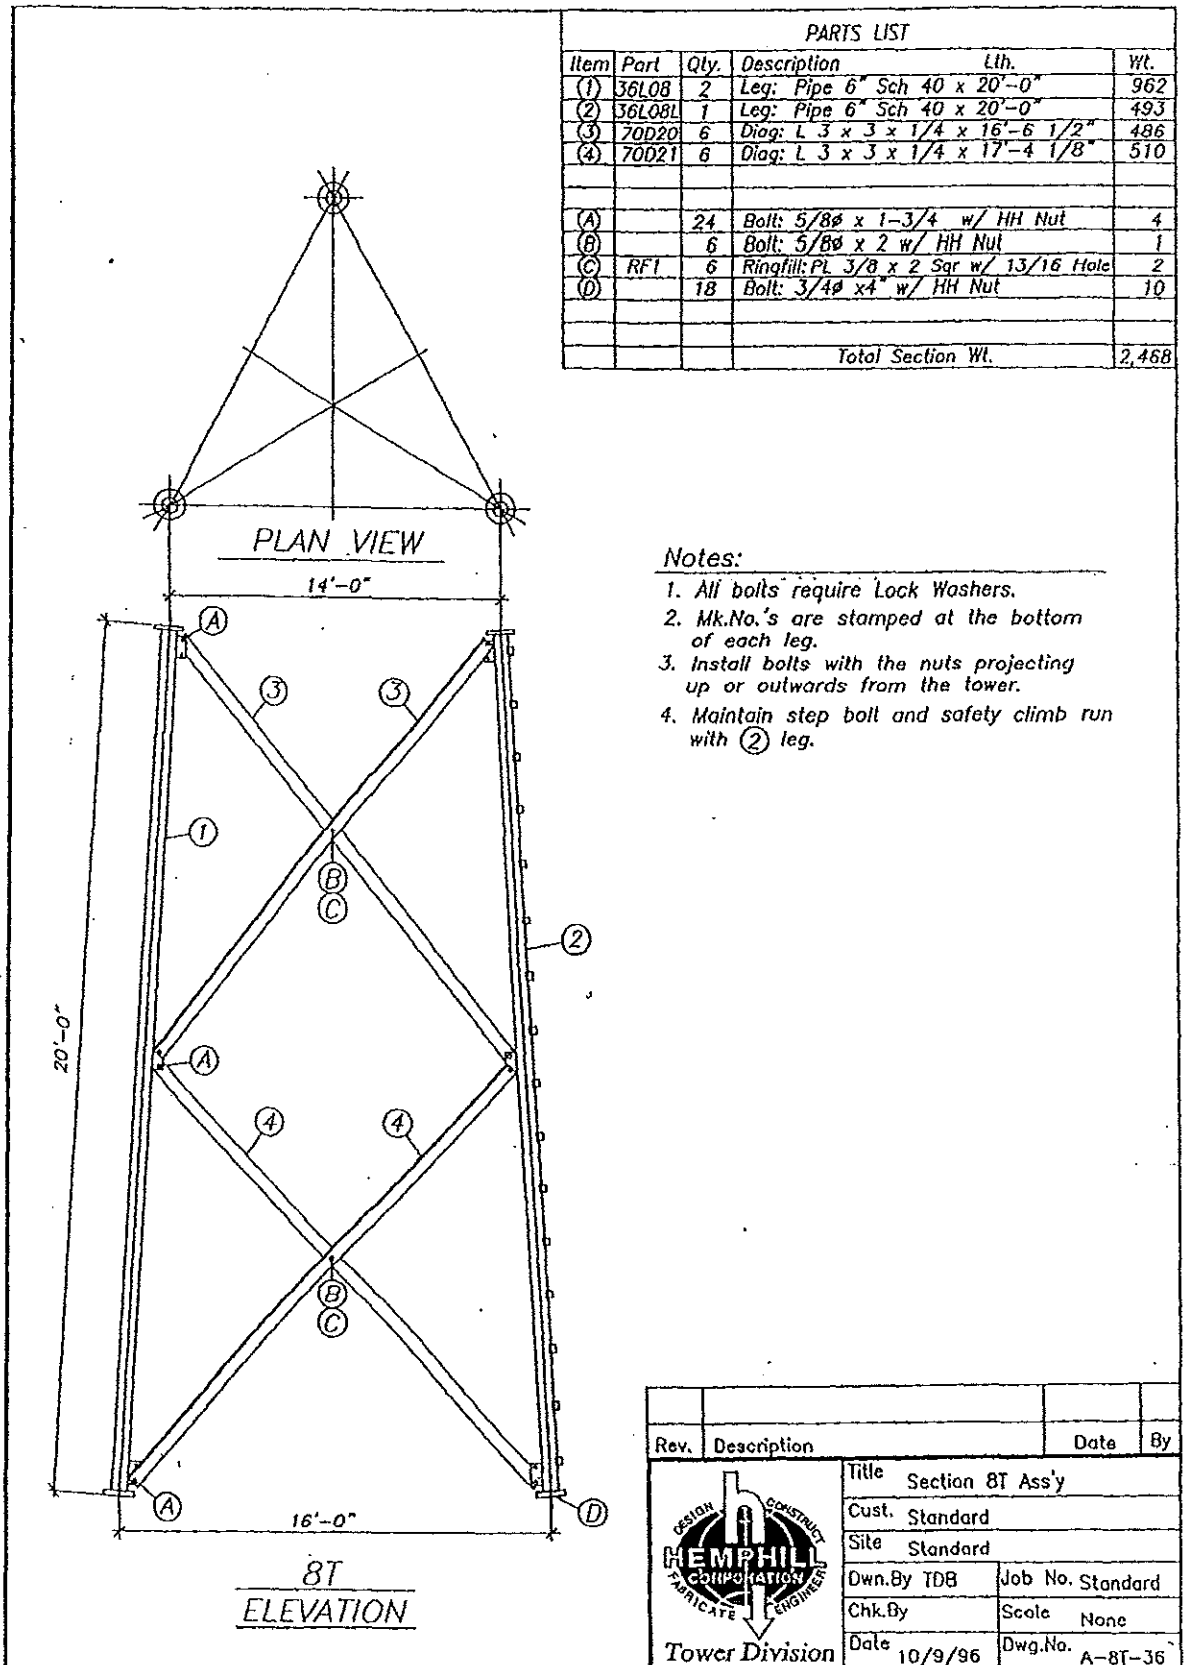 PARTS LIST
Item Part Qty. Description Lth. Wt.
① 36L08 2 Leg: Pipe 6" Sch 40 x 20'-0" 962
② 36L08L 1 Leg: Pipe 6" Sch 40 x 20'-0" 493
③ 70D20 6 Diag: L 3 x 3 x 1/4 x 16'-6 1/2" 486
④ 70D21 6 Diag: L 3 x 3 x 1/4 x 17'-4 1/8" 510
Ⓐ 24 Bolt: 5/8ø x 1-3/4 w/ HH Nut 4
Ⓑ 6 Bolt: 5/8ø x 2 w/ HH Nut 1
Ⓒ RF1 6 Ringfill: PL 3/8 x 2 Sqr w/ 13/16 Hole 2
Ⓓ 18 Bolt: 3/4ø x4" w/ HH Nut 10
Total Section Wt. 2,468
PLAN VIEW
14'-0"
Notes:
1. All bolts require Lock Washers.
2. Mk.No.'s are stamped at the bottom
of each leg.
3. Install bolts with the nuts projecting
up or outwards from the tower.
4. Maintain step bolt and safety climb run
with ② leg.
Ⓐ
③ ③
①
Ⓑ
Ⓒ
②
20'-0"
Ⓐ
④ ④
Ⓑ
Ⓒ
Ⓐ
Ⓓ
16'-0"
8T
ELEVATION
Rev. Description Date By
DESIGN CONSTRUCT
h
HEMPHILL
CORPORATION
FABRICATE ENGINEER
Tower Division
Title Section 8T Ass'y
Cust. Standard
Site Standard
Dwn.By TDB Job No. Standard
Chk.By Scale None
Date 10/9/96 Dwg.No. A-8T-36